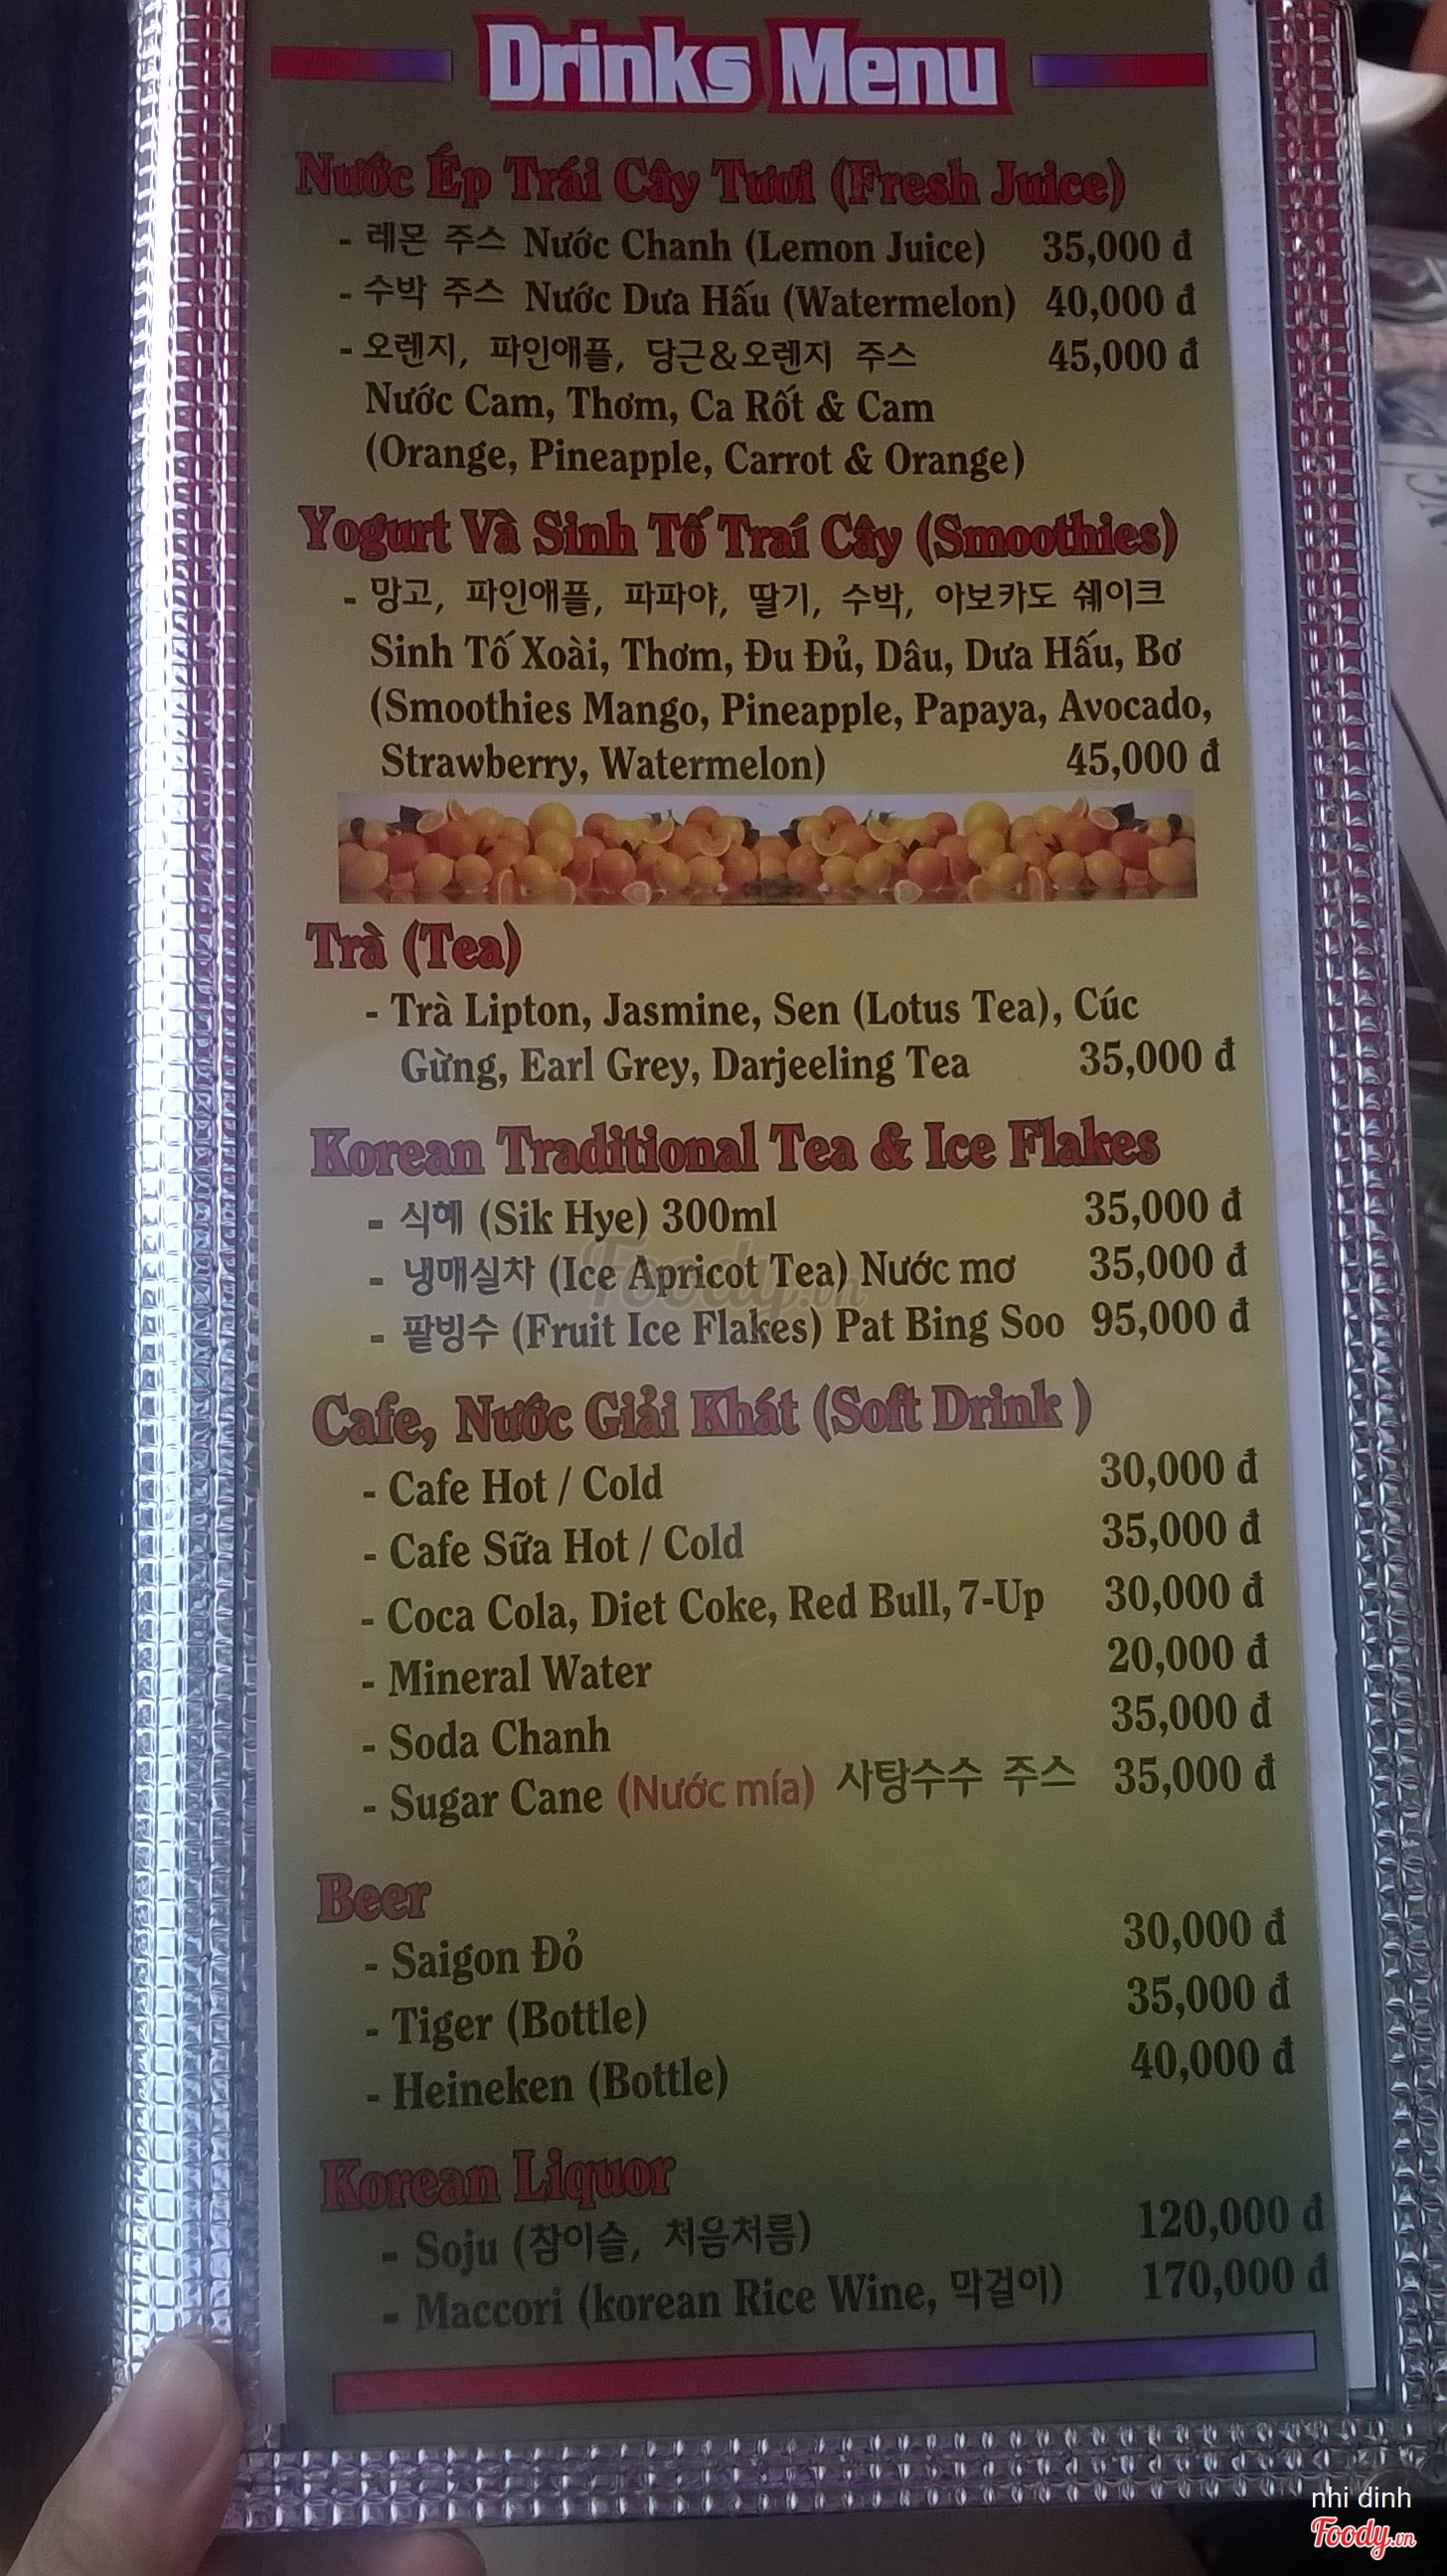 Drinks Menu
Nước Ép Trái Cây Tươi (Fresh Juice)
- 레몬 주스 Nước Chanh (Lemon Juice) 35,000 đ
- 수박 주스 Nước Dưa Hấu (Watermelon) 40,000 đ
- 오렌지, 파인애플, 당근&오렌지 주스 45,000 đ
Nước Cam, Thơm, Ca Rốt & Cam
(Orange, Pineapple, Carrot & Orange)
Yogurt Và Sinh Tố Traí Cây (Smoothies)
- 망고, 파인애플, 파파야, 딸기, 수박, 아보카도 쉐이크
Sinh Tố Xoài, Thơm, Đu Đủ, Dâu, Dưa Hấu, Bơ
(Smoothies Mango, Pineapple, Papaya, Avocado,
Strawberry, Watermelon) 45,000 đ
Trà (Tea)
- Trà Lipton, Jasmine, Sen (Lotus Tea), Cúc
Gừng, Earl Grey, Darjeeling Tea 35,000 đ
Korean Traditional Tea & Ice Flakes
- 식혜 (Sik Hye) 300ml 35,000 đ
- 냉매실차 (Ice Apricot Tea) Nước mơ 35,000 đ
- 팥빙수 (Fruit Ice Flakes) Pat Bing Soo 95,000 đ
Foody.vn
Cafe, Nước Giải Khát (Soft Drink )
- Cafe Hot / Cold 30,000 đ
- Cafe Sữa Hot / Cold 35,000 đ
- Coca Cola, Diet Coke, Red Bull, 7-Up 30,000 đ
- Mineral Water 20,000 đ
- Soda Chanh 35,000 đ
- Sugar Cane (Nước mía) 사탕수수 주스 35,000 đ
Beer
- Saigon Đỏ 30,000 đ
- Tiger (Bottle) 35,000 đ
- Heineken (Bottle) 40,000 đ
Korean Liquor
- Soju (참이슬, 처음처름) 120,000 đ
- Maccori (korean Rice Wine, 막걸이) 170,000 đ
nhi dinh
Foody.vn